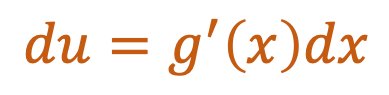 du = g′(x)dx